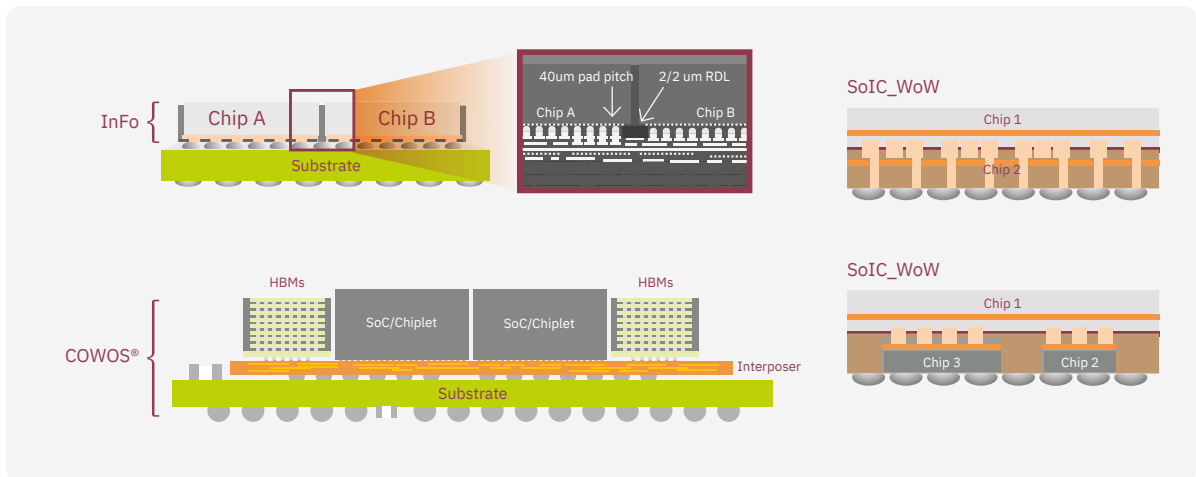 InFo
Chip A
Chip B
Substrate
40um pad pitch
2/2 um RDL
Chip A
Chip B
SoIC_WoW
Chip 1
Chip 2
COWOS®
HBMs
SoC/Chiplet
SoC/Chiplet
HBMs
Interposer
Substrate
SoIC_WoW
Chip 1
Chip 3
Chip 2